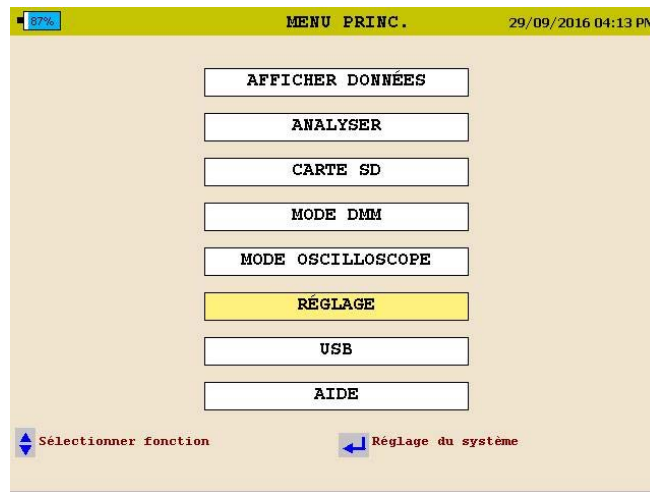 87% MENU PRINC. 29/09/2016 04:13 PM
AFFICHER DONNÉES
ANALYSER
CARTE SD
MODE DMM
MODE OSCILLOSCOPE
RÉGLAGE
USB
AIDE
Sélectionner fonction Réglage du système